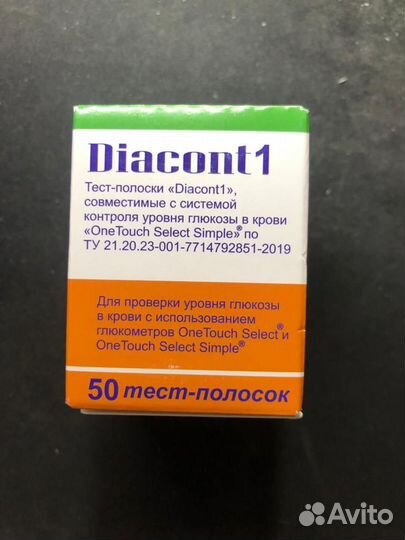 Diacont1
Тест-полоски «Diacont1»,
совместимые с системой
контроля уровня глюкозы в крови
«OneTouch Select Simple»® по
ТУ 21.20.23-001-7714792851-2019
Для проверки уровня глюкозы
в крови с использованием
глюкометров OneTouch Select® и
OneTouch Select Simple®
50 тест-полосок
Avito